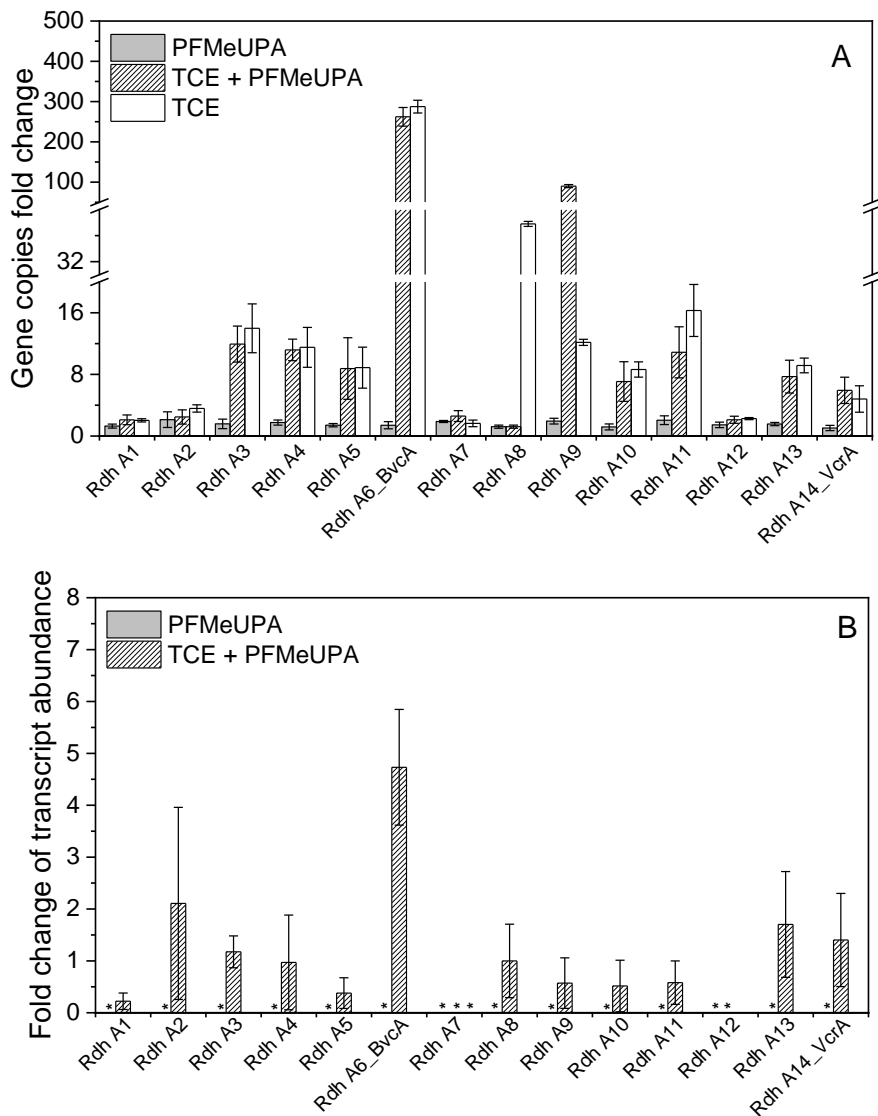 A
PFMeUPA
TCE + PFMeUPA
TCE
Gene copies fold change
500
400
300
200
100
32
16
8
0
Rdh A1
Rdh A2
Rdh A3
Rdh A4
Rdh A5
Rdh A6_BvcA
Rdh A7
Rdh A8
Rdh A9
Rdh A10
Rdh A11
Rdh A12
Rdh A13
Rdh A14_VcrA
B
PFMeUPA
TCE + PFMeUPA
Fold change of transcript abundance
8
7
6
5
4
3
2
1
0
* * * * * * * * * * * * * * * * *
Rdh A1
Rdh A2
Rdh A3
Rdh A4
Rdh A5
Rdh A6_BvcA
Rdh A7
Rdh A8
Rdh A9
Rdh A10
Rdh A11
Rdh A12
Rdh A13
Rdh A14_VcrA